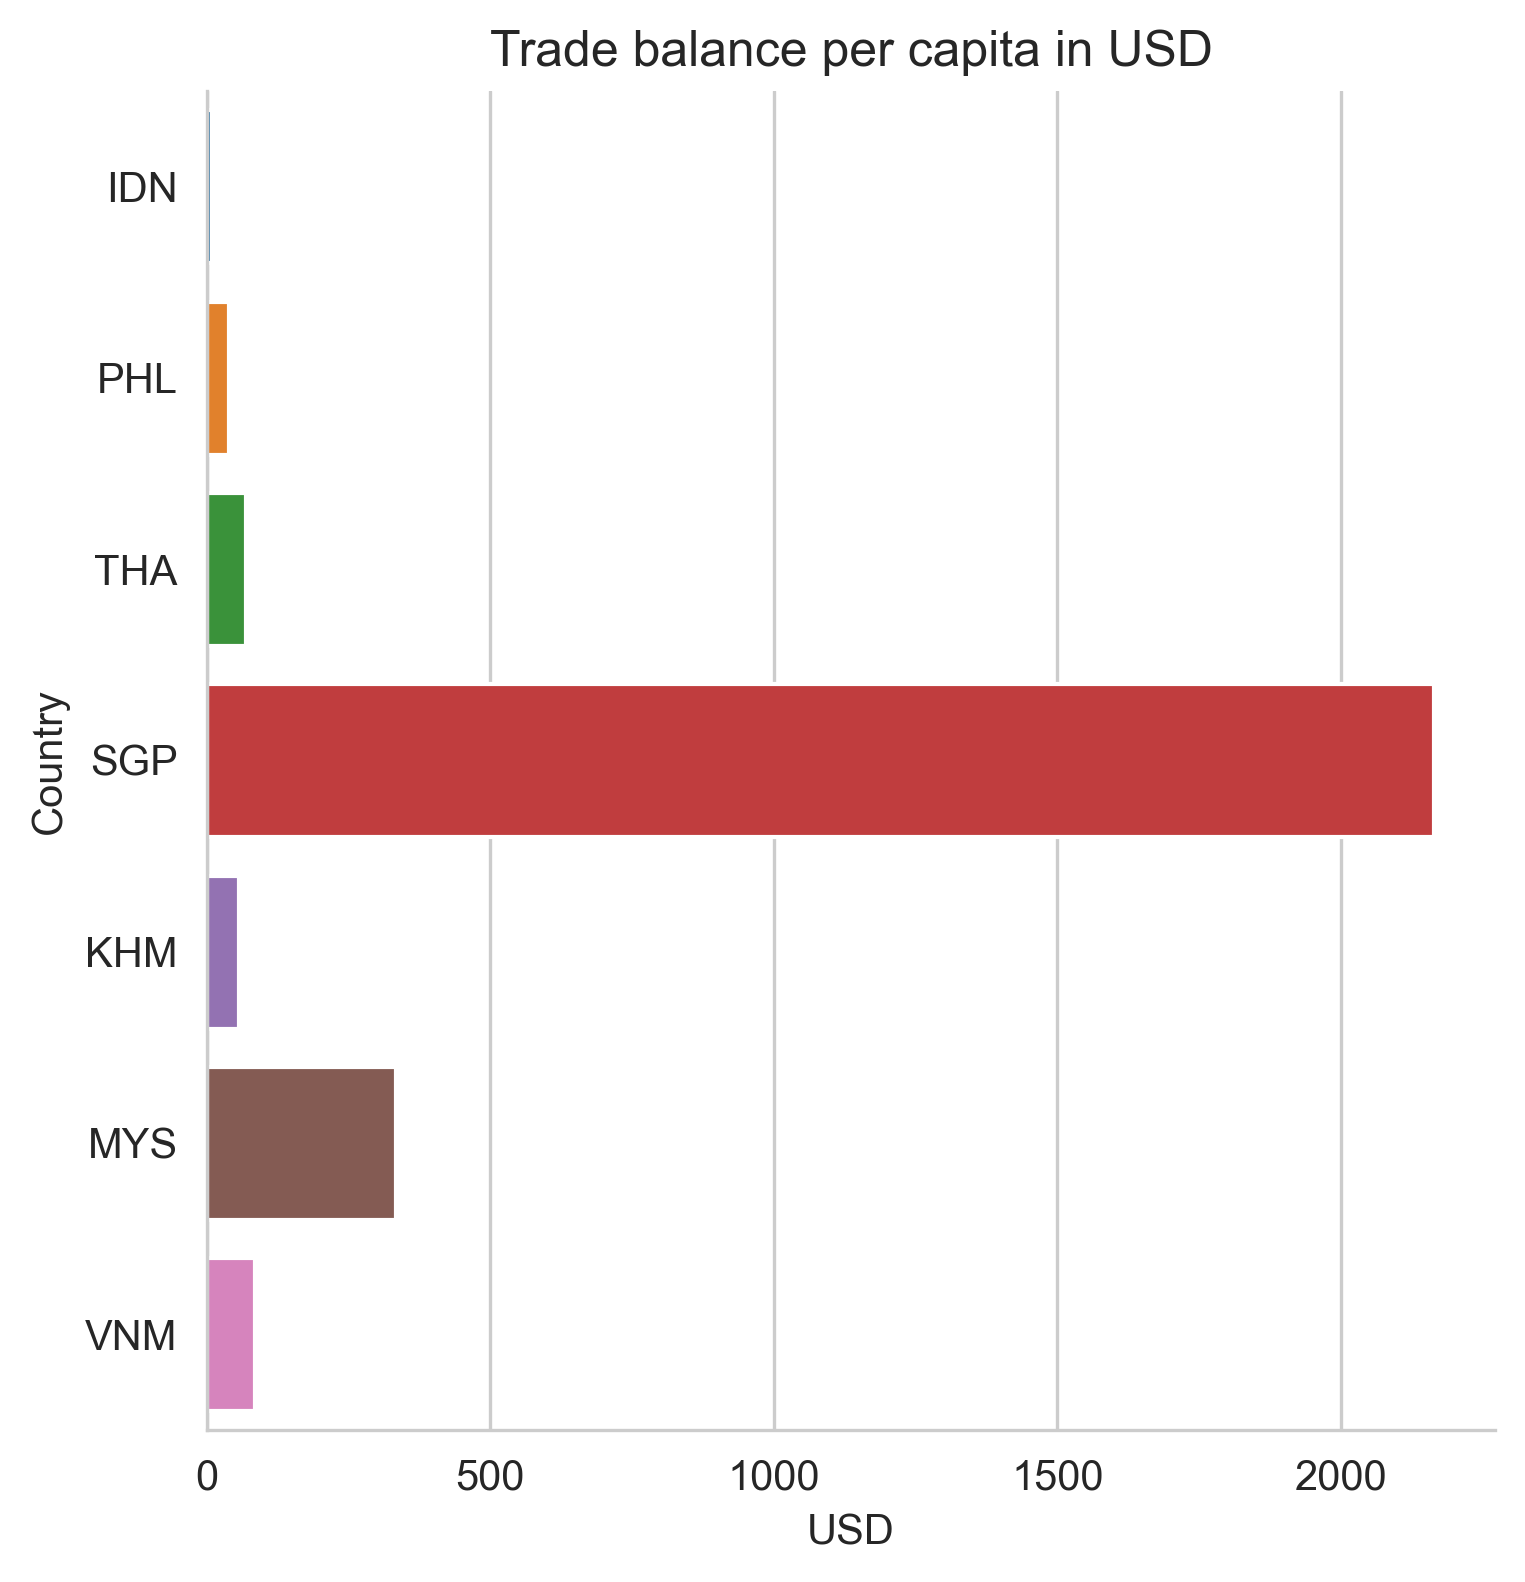 Trade balance per capita in USD
IDN
PHL
THA
SGP
KHM
MYS
VNM
Country
0 500 1000 1500 2000
USD